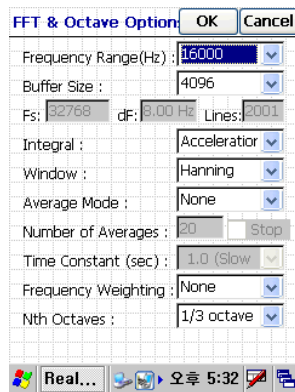 FFT & Octave Option OK Cancel
Frequency Range(Hz) : 16000
Buffer Size : 4096
Fs: 32768 dF: 8.00 Hz Lines: 2001
Integral : Acceleratior
Window : Hanning
Average Mode : None
Number of Averages : 20 Stop
Time Constant (sec) : 1.0 (Slow
Frequency Weighting : None
Nth Octaves : 1/3 octave
Real... 오후 5:32